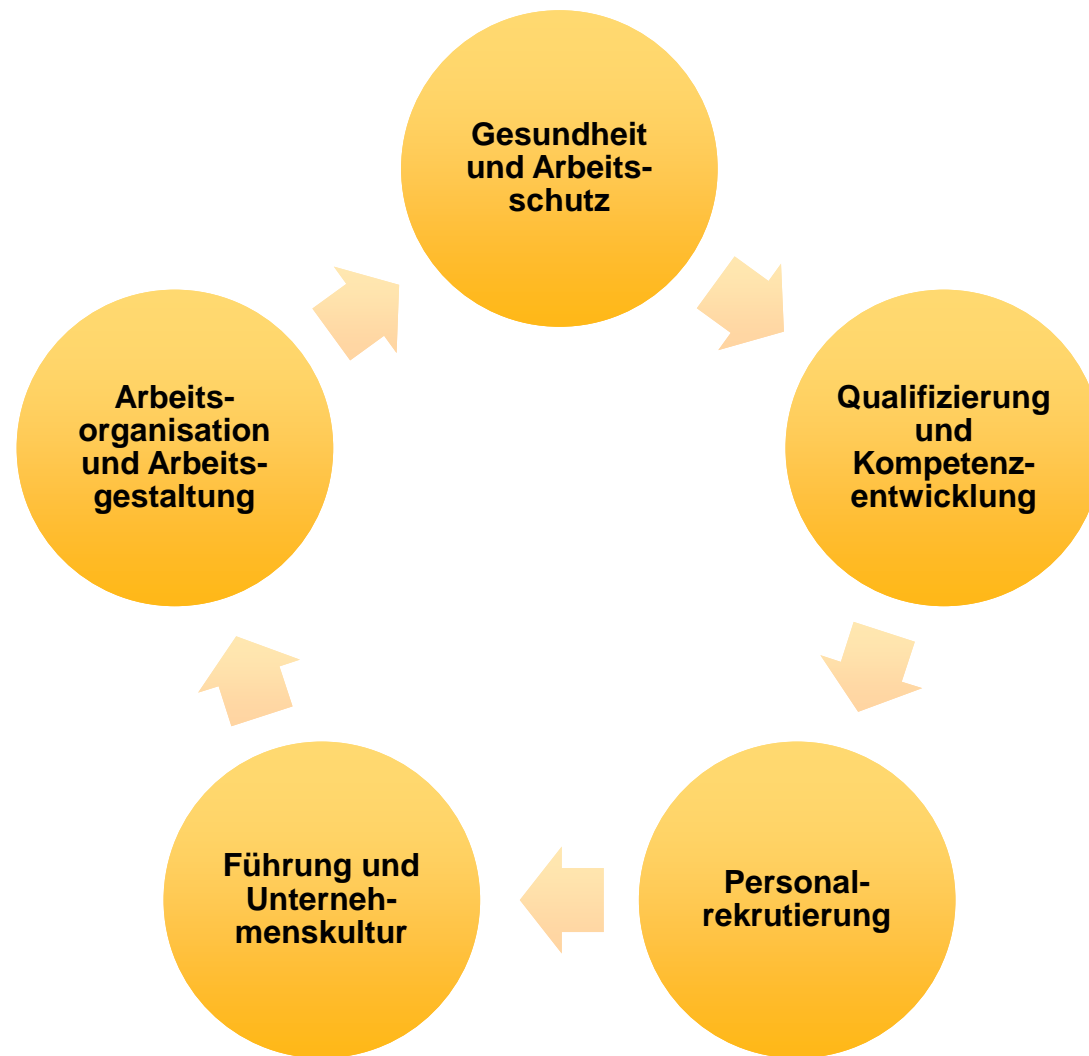 Gesundheit
und Arbeits-
schutz
Qualifizierung
und
Kompetenz-
entwicklung
Personal-
rekrutierung
Führung und
Unterneh-
menskultur
Arbeits-
organisation
und Arbeits-
gestaltung